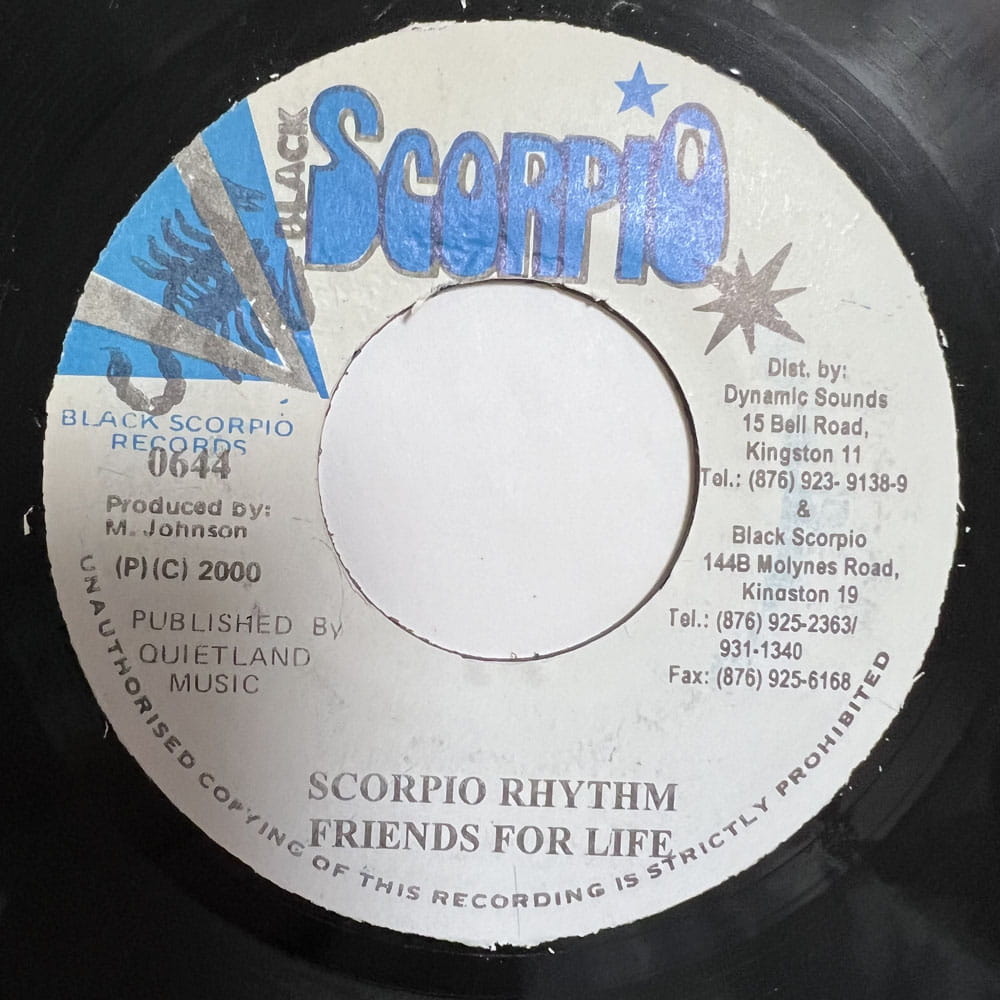 BLACK
SCORPIO
BLACK SCORPIO
RECORDS
0644
Produced by:
M. Johnson
(P)(C) 2000
PUBLISHED By
QUIETLAND
MUSIC
Dist. by:
Dynamic Sounds
15 Bell Road,
Kingston 11
Tel.: (876) 923- 9138-9
&
Black Scorpio
144B Molynes Road,
Kingston 19
Tel.: (876) 925-2363/
931-1340
Fax: (876) 925-6168
SCORPIO RHYTHM
FRIENDS FOR LIFE
UNAUTHORISED COPYING OF THIS RECORDING IS STRICTLY PROHIBITED